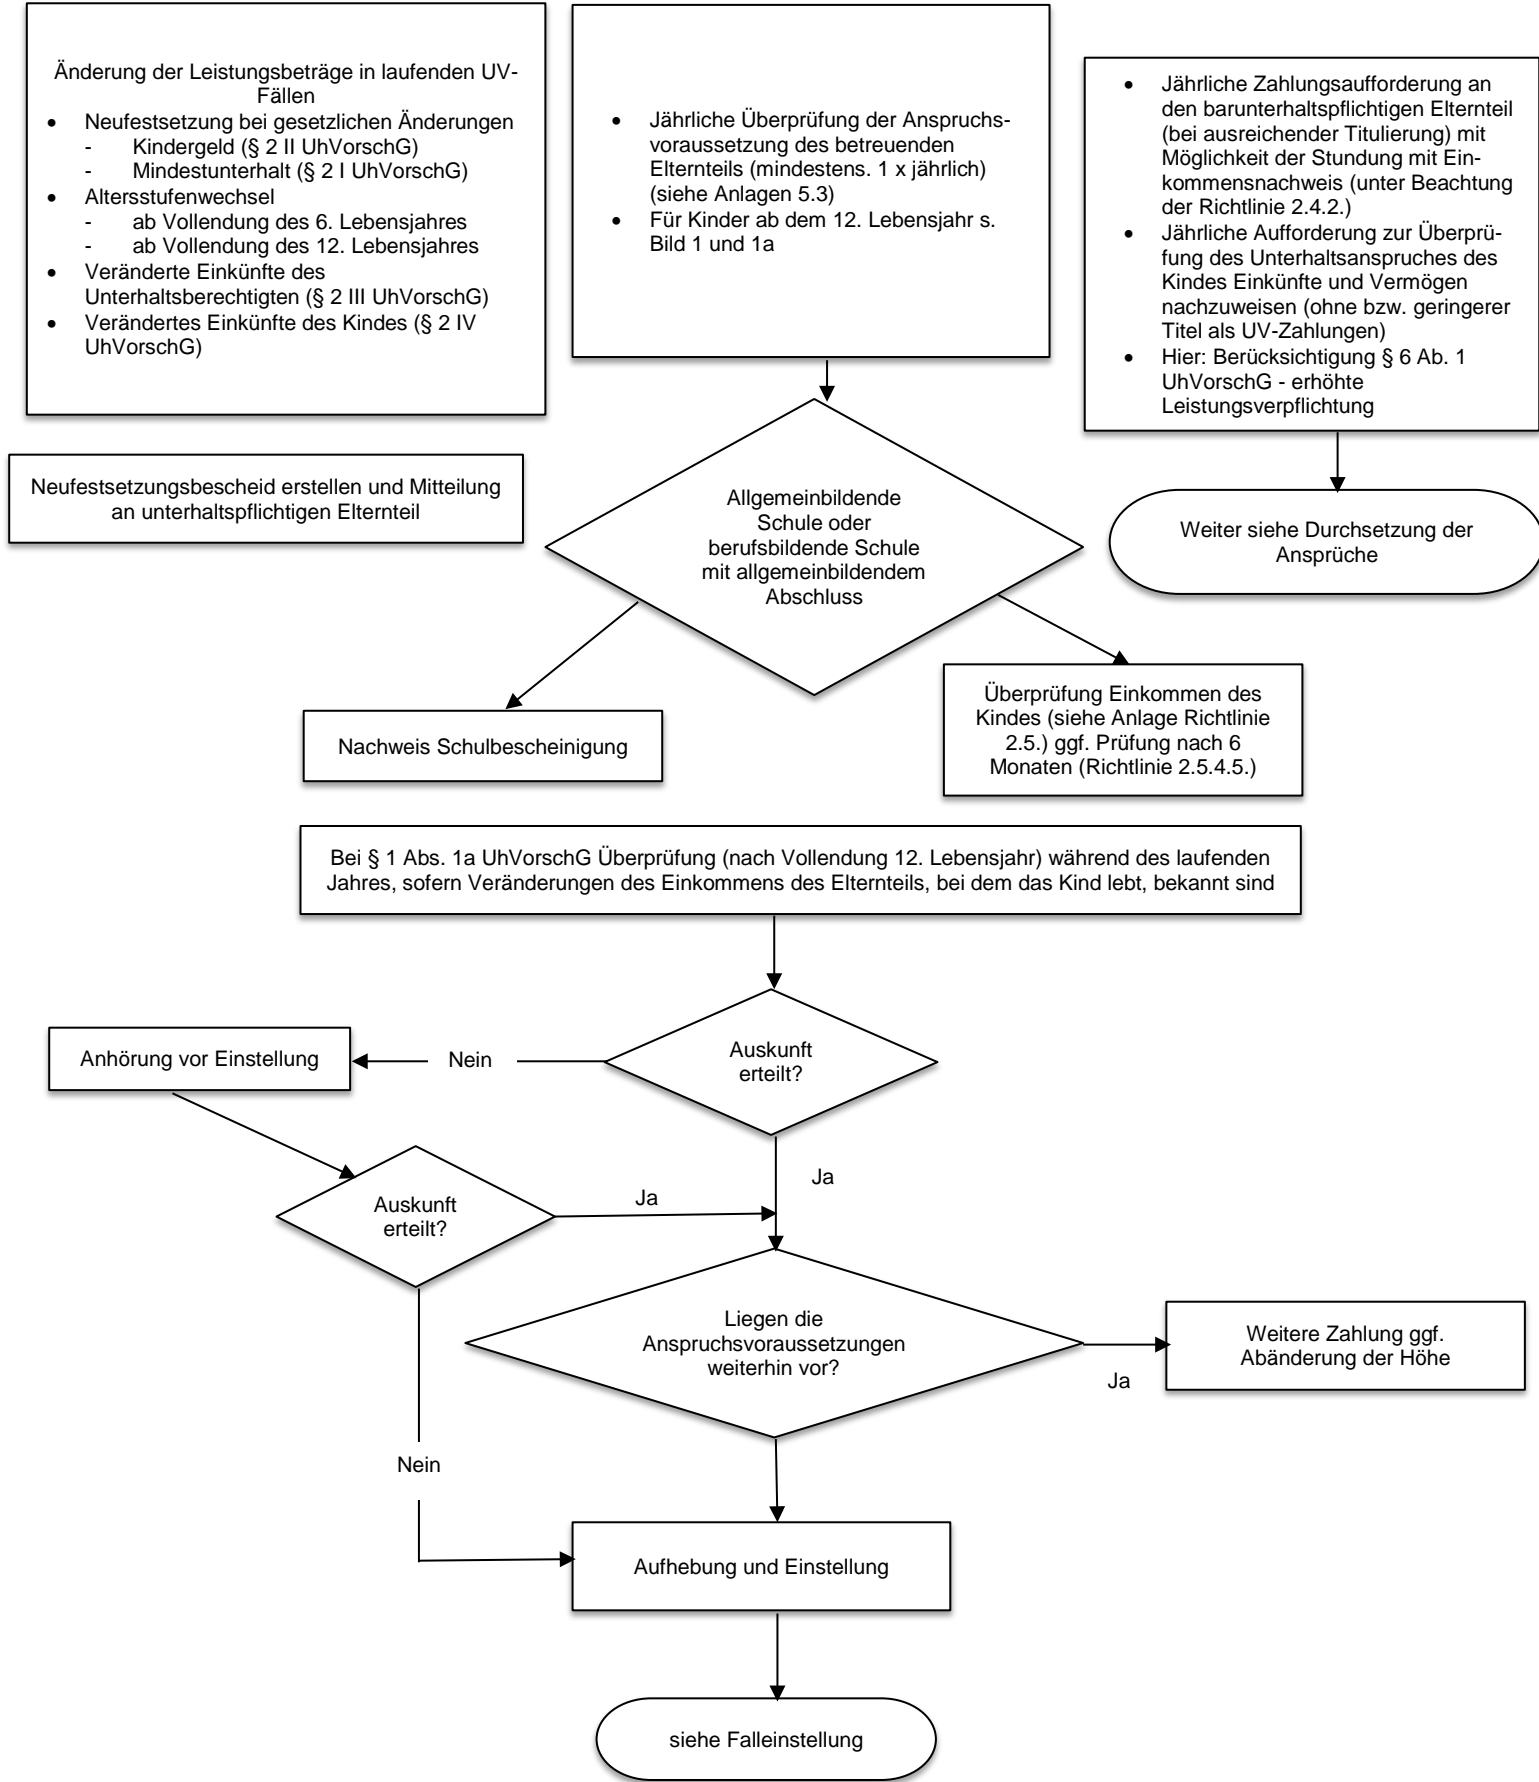 Änderung der Leistungsbeträge in laufenden UV-
Fällen
• Neufestsetzung bei gesetzlichen Änderungen
- Kindergeld (§ 2 II UhVorschG)
- Mindestunterhalt (§ 2 I UhVorschG)
• Altersstufenwechsel
- ab Vollendung des 6. Lebensjahres
- ab Vollendung des 12. Lebensjahres
• Veränderte Einkünfte des
Unterhaltsberechtigten (§ 2 III UhVorschG)
• Verändertes Einkünfte des Kindes (§ 2 IV
UhVorschG)
• Jährliche Überprüfung der Anspruchs-
voraussetzung des betreuenden
Elternteils (mindestens. 1 x jährlich)
(siehe Anlagen 5.3)
• Für Kinder ab dem 12. Lebensjahr s.
Bild 1 und 1a
• Jährliche Zahlungsaufforderung an
den barunterhaltspflichtigen Elternteil
(bei ausreichender Titulierung) mit
Möglichkeit der Stundung mit Ein-
kommensnachweis (unter Beachtung
der Richtlinie 2.4.2.)
• Jährliche Aufforderung zur Überprü-
fung des Unterhaltsanspruches des
Kindes Einkünfte und Vermögen
nachzuweisen (ohne bzw. geringerer
Titel als UV-Zahlungen)
• Hier: Berücksichtigung § 6 Ab. 1
UhVorschG - erhöhte
Leistungsverpflichtung
Neufestsetzungsbescheid erstellen und Mitteilung
an unterhaltspflichtigen Elternteil
Allgemeinbildende
Schule oder
berufsbildende Schule
mit allgemeinbildendem
Abschluss
Weiter siehe Durchsetzung der
Ansprüche
Nachweis Schulbescheinigung
Überprüfung Einkommen des
Kindes (siehe Anlage Richtlinie
2.5.) ggf. Prüfung nach 6
Monaten (Richtlinie 2.5.4.5.)
Bei § 1 Abs. 1a UhVorschG Überprüfung (nach Vollendung 12. Lebensjahr) während des laufenden
Jahres, sofern Veränderungen des Einkommens des Elternteils, bei dem das Kind lebt, bekannt sind
Anhörung vor Einstellung
Nein
Auskunft
erteilt?
Ja
Auskunft
erteilt?
Ja
Liegen die
Anspruchsvoraussetzungen
weiterhin vor?
Weitere Zahlung ggf.
Abänderung der Höhe
Ja
Nein
Aufhebung und Einstellung
siehe Falleinstellung